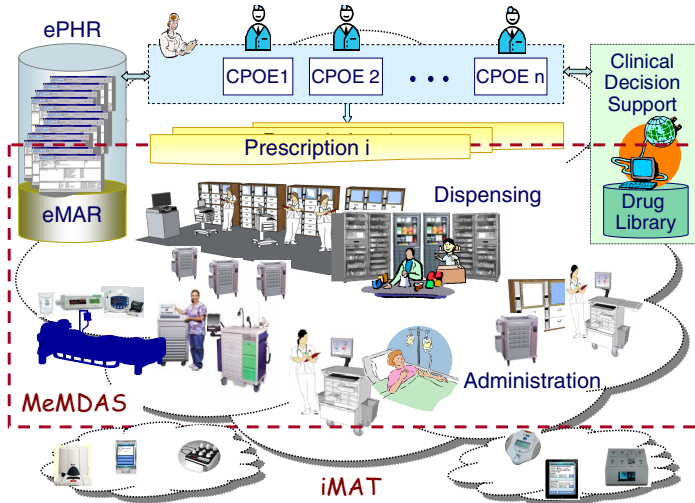 ePHR
CPOE1
CPOE 2
• • •
CPOE n
Clinical
Decision
Support
Prescription i
eMAR
Dispensing
Drug
Library
Administration
MeMDAS
iMAT